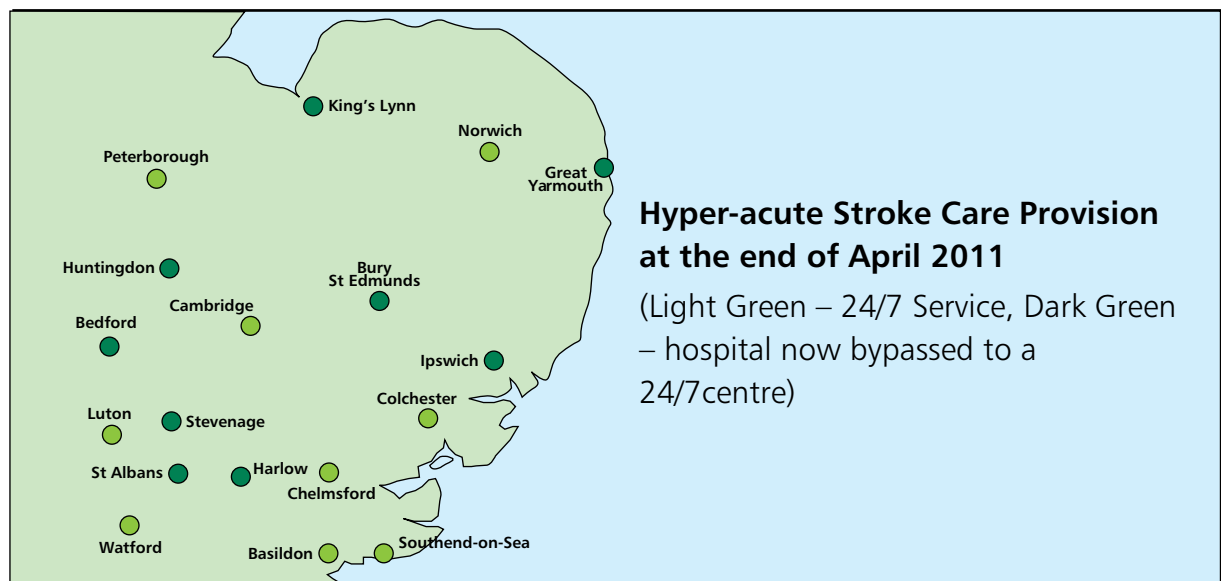 King's Lynn
Norwich
Peterborough
Great
Yarmouth
Hyper-acute Stroke Care Provision
at the end of April 2011
(Light Green – 24/7 Service, Dark Green
– hospital now bypassed to a
24/7centre)
Huntingdon
Bury
St Edmunds
Cambridge
Bedford
Ipswich
Colchester
Luton
Stevenage
St Albans
Harlow
Chelmsford
Watford
Basildon
Southend-on-Sea